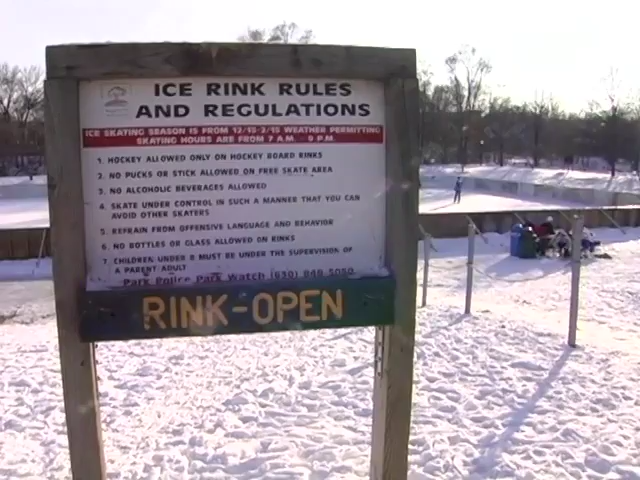 ICE RINK RULES
AND REGULATIONS
ICE SKATING SEASON IS FROM 12/15-3/15 WEATHER PERMITTING
SKATING HOURS ARE FROM 7 A.M. - 9 P.M.
1. HOCKEY ALLOWED ONLY ON HOCKEY BOARD RINKS
2. NO PUCKS OR STICK ALLOWED ON FREE SKATE AREA
3. NO ALCOHOLIC BEVERAGES ALLOWED
4. SKATE UNDER CONTROL IN SUCH A MANNER THAT YOU CAN
AVOID OTHER SKATERS
5. REFRAIN FROM OFFENSIVE LANGUAGE AND BEHAVIOR
6. NO BOTTLES OR GLASS ALLOWED ON RINKS
7. CHILDREN UNDER 8 MUST BE UNDER THE SUPERVISION OF
A PARENT ADULT
Park Police Park Watch (630) 848-5050
RINK-OPEN